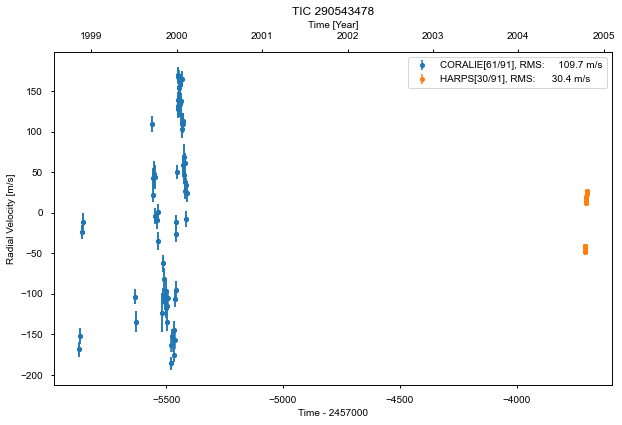 TIC 290543478
Time [Year]
1999 2000 2001 2002 2003 2004 2005
CORALIE[61/91], RMS: 109.7 m/s
HARPS[30/91], RMS: 30.4 m/s
Radial Velocity [m/s]
150
100
50
0
−50
−100
−150
−200
−5500 −5000 −4500 −4000
Time - 2457000